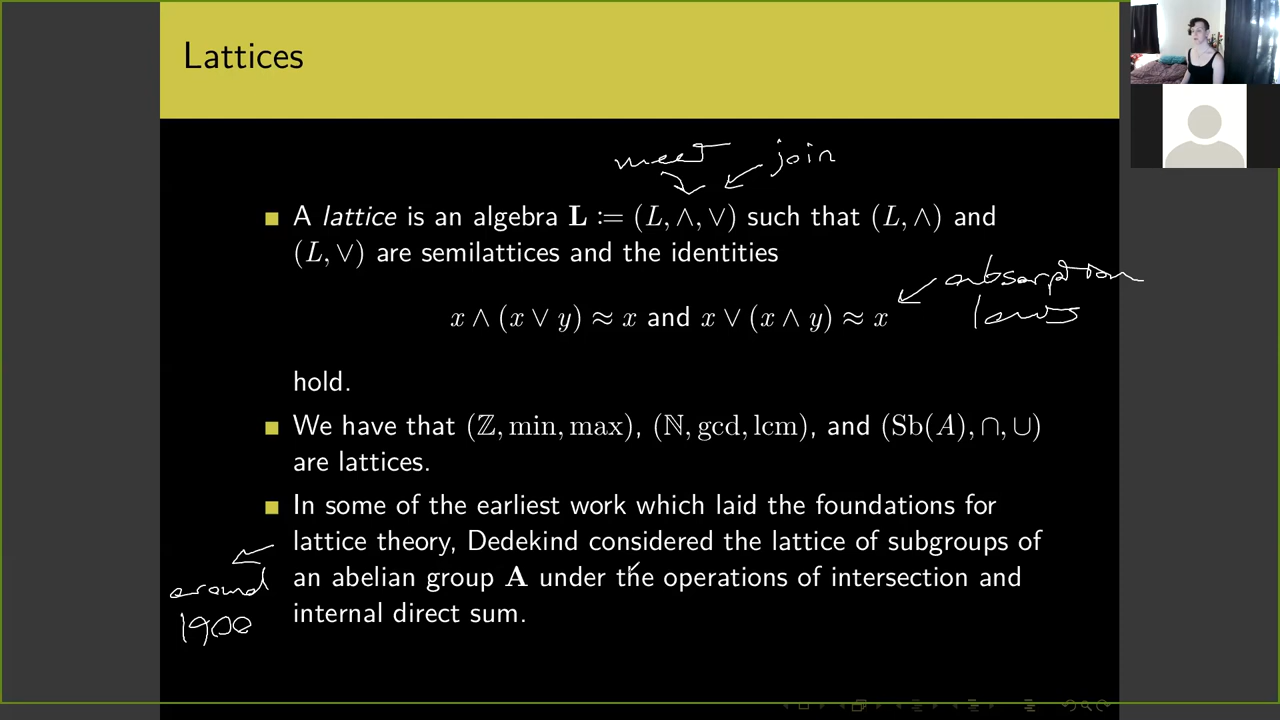 Lattices
meet join
A lattice is an algebra L := (L, ∧, ∨) such that (L, ∧) and
(L, ∨) are semilattices and the identities
absorption
laws
x ∧ (x ∨ y) ≈ x and x ∨ (x ∧ y) ≈ x
hold.
We have that (ℤ, min, max), (ℕ, gcd, lcm), and (Sb(A), ∩, ∪)
are lattices.
In some of the earliest work which laid the foundations for
lattice theory, Dedekind considered the lattice of subgroups of
an abelian group A under the operations of intersection and
internal direct sum.
around
1900